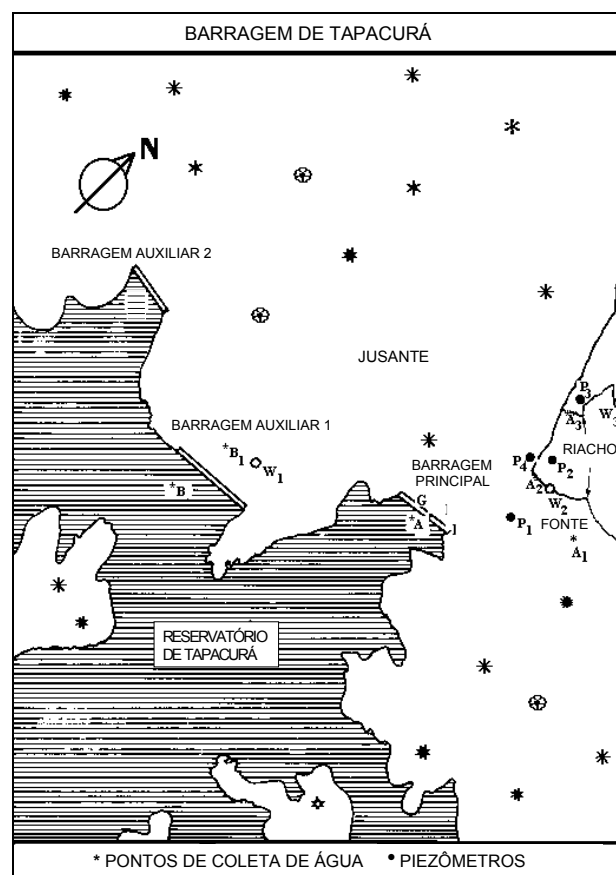 BARRAGEM DE TAPACURÁ
N
BARRAGEM AUXILIAR 2
JUSANTE
P3
A3
W3
RIACHO
BARRAGEM AUXILIAR 1
*B1
W1
BARRAGEM
PRINCIPAL
P4
P2
A2
W2
*B
G
*A
P1
FONTE
*
A1
RESERVATÓRIO
DE TAPACURÁ
* PONTOS DE COLETA DE ÁGUA • PIEZÔMETROS